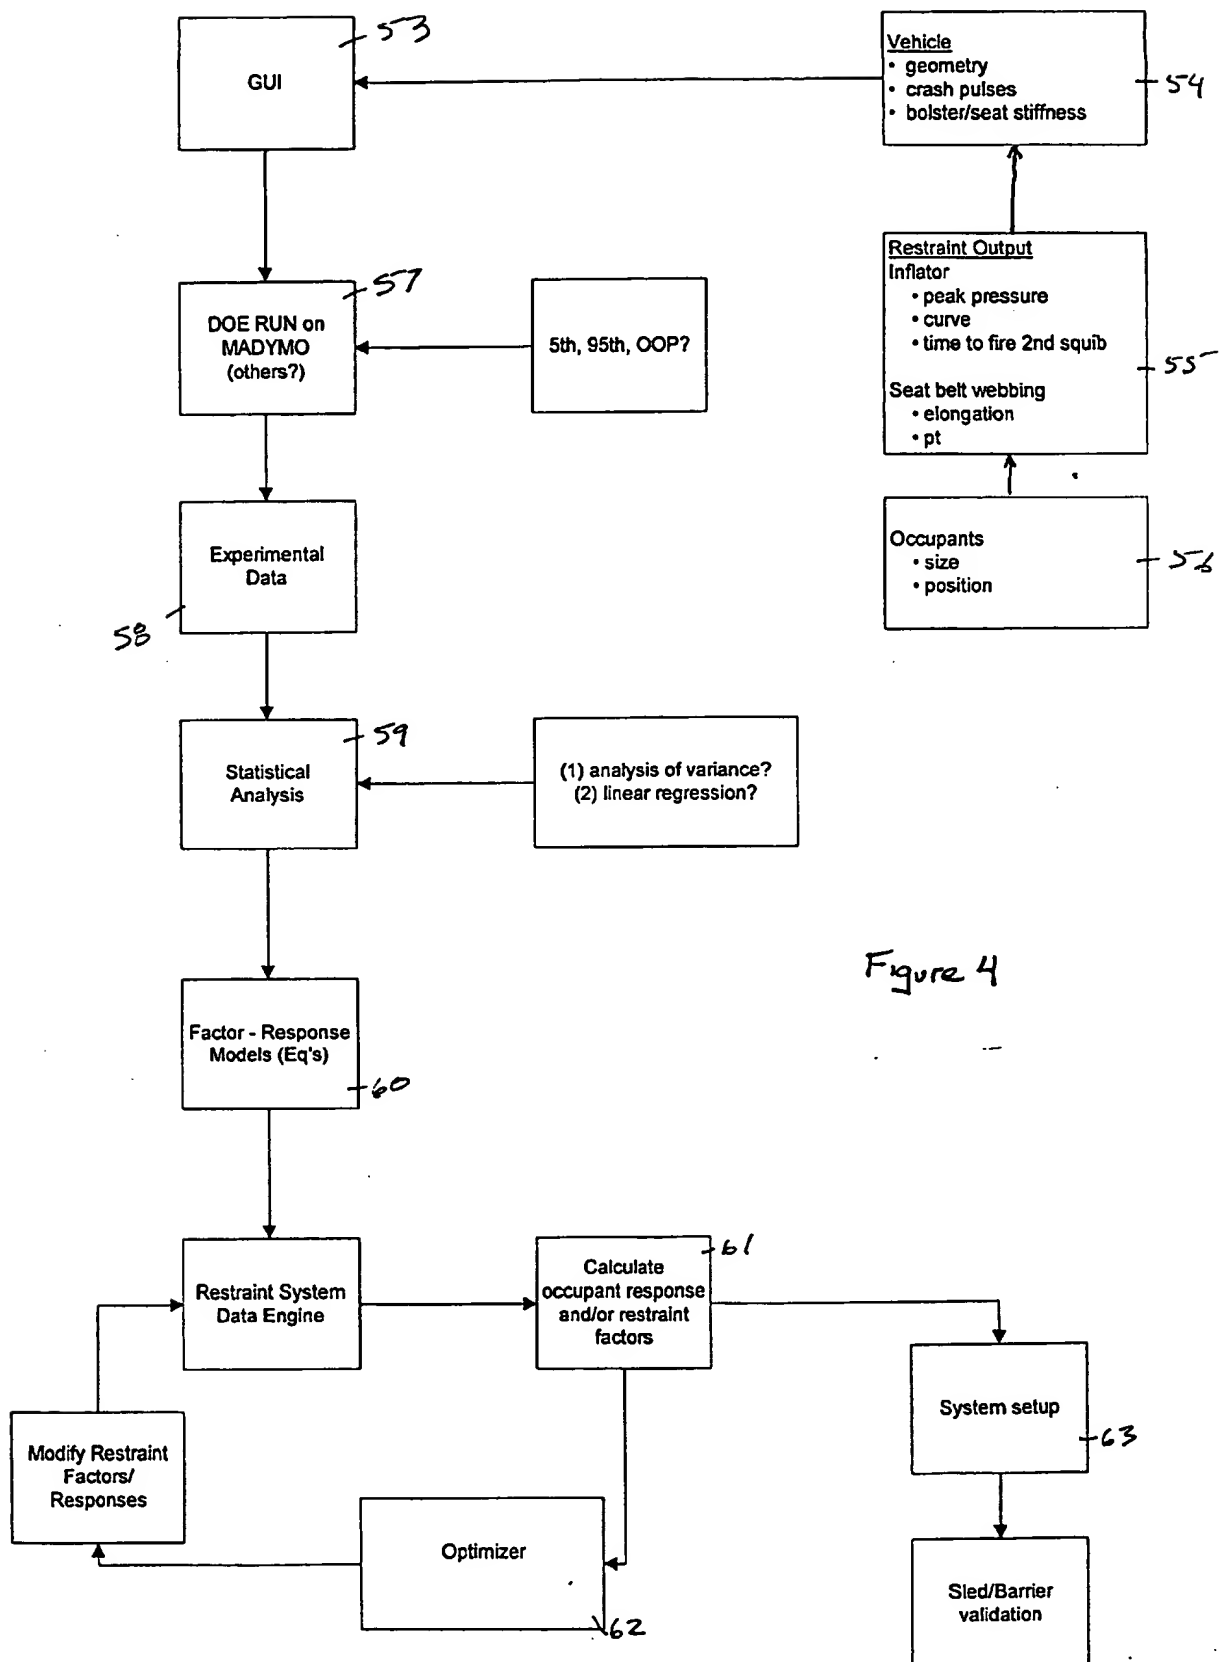 53
GUI
Vehicle
• geometry
• crash pulses
• bolster/seat stiffness
54
Restraint Output
Inflator
• peak pressure
• curve
• time to fire 2nd squib
Seat belt webbing
• elongation
• pt
55
Occupants
• size
• position
56
57
DOE RUN on
MADYMO
(others?)
5th, 95th, OOP?
Experimental
Data
58
59
Statistical
Analysis
(1) analysis of variance?
(2) linear regression?
Figure 4
Factor - Response
Models (Eq's)
60
Restraint System
Data Engine
61
Calculate
occupant response
and/or restraint
factors
System setup
63
Modify Restraint
Factors/
Responses
Optimizer
62
Sled/Barrier
validation